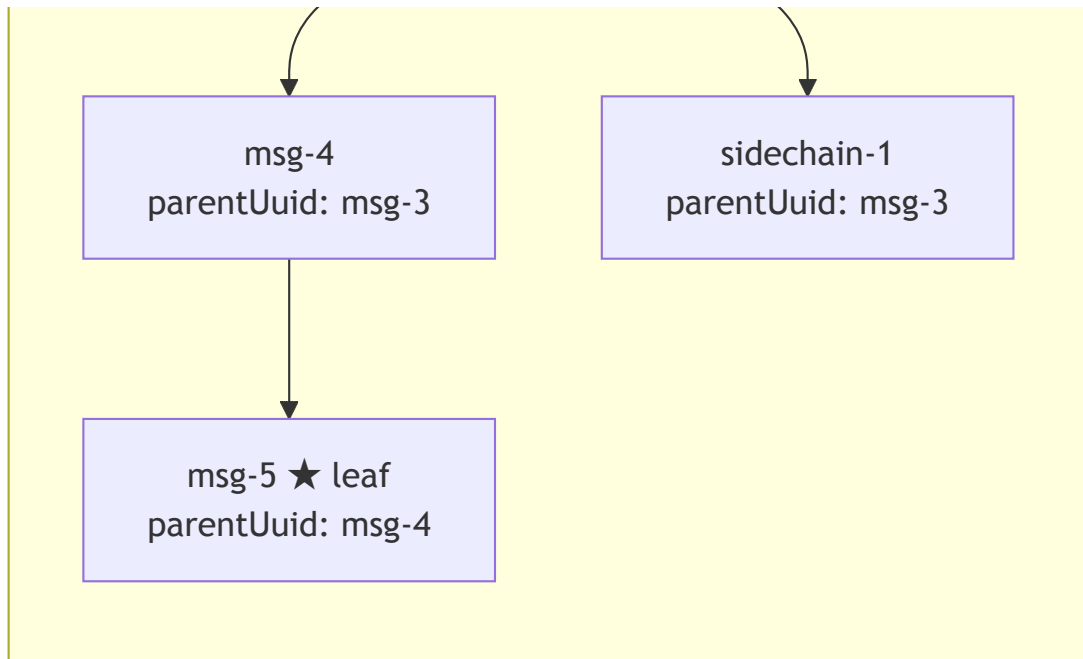 msg-4
parentUuid: msg-3
sidechain-1
parentUuid: msg-3
msg-5 ★ leaf
parentUuid: msg-4